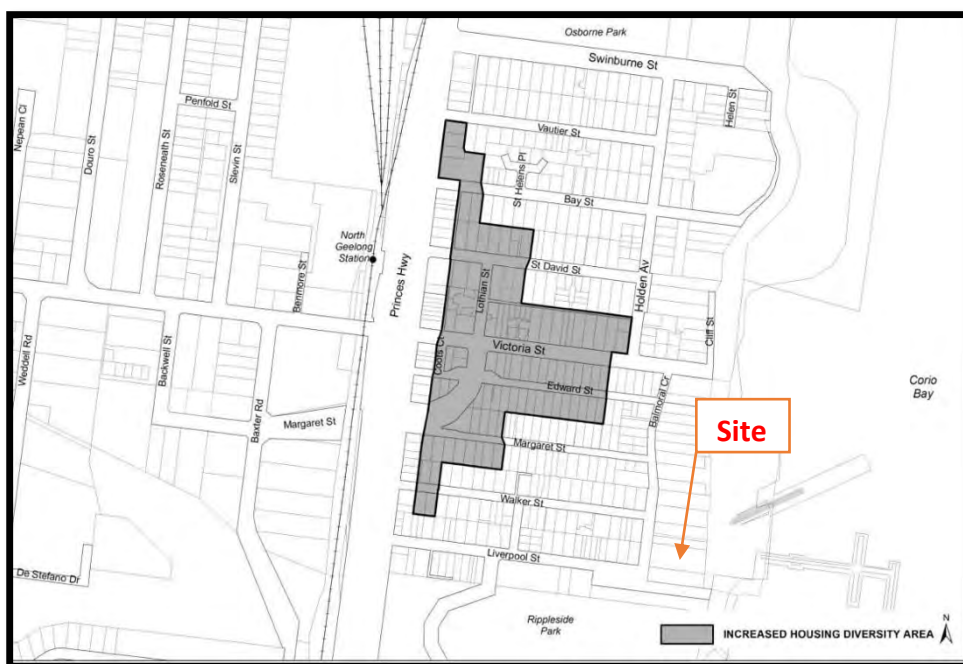 Osborne Park
Swinburne St
Helen St
Penfold St
Nepean Cl
Douro St
Roseneath St
Slevin St
Vautier St
St Helens Pl
Bay St
North
Geelong
Station
Princes Hwy
St David St
Holden Av
Lothian St
Benmore St
Cliff St
Victoria St
Coots Ct
Weddell Rd
Backwell St
Edward St
Balmoral Cr
Corio
Bay
Baxter Rd
Margaret St
Site
Margaret St
Walker St
Liverpool St
De Stefano Dr
Rippleside
Park
INCREASED HOUSING DIVERSITY AREA
N